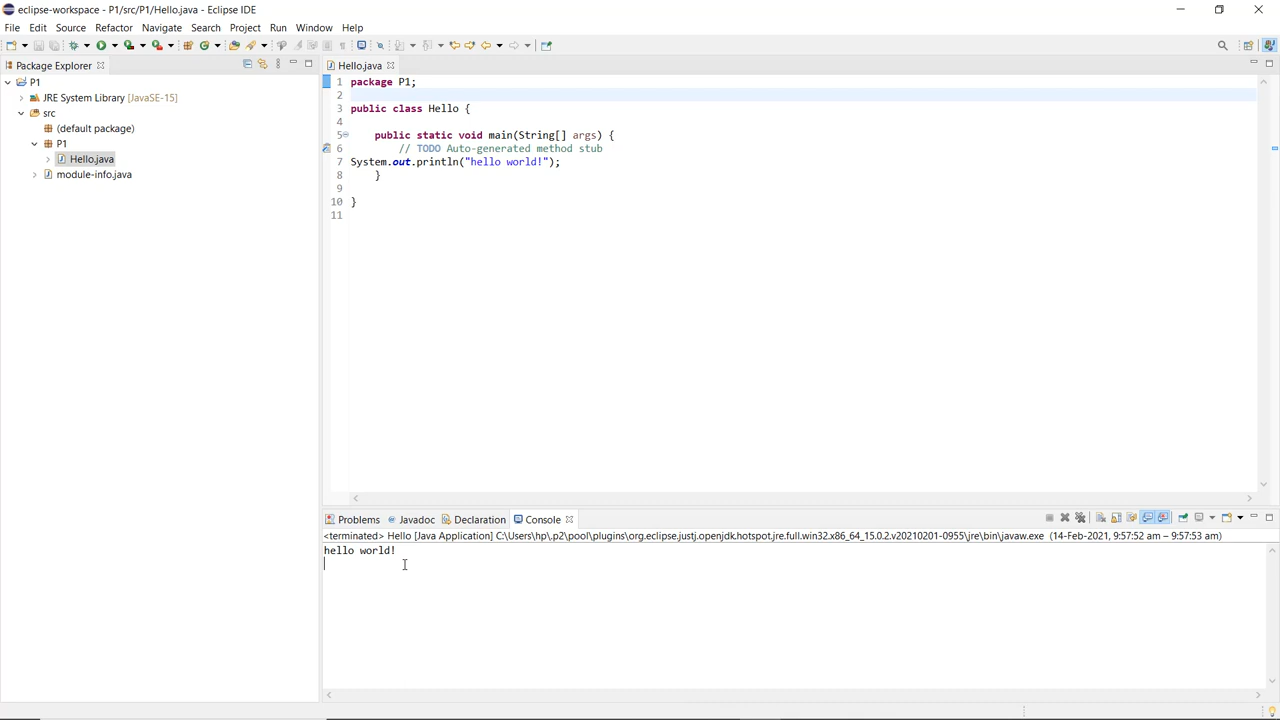 eclipse-workspace - P1/src/P1/Hello.java - Eclipse IDE
File Edit Source Refactor Navigate Search Project Run Window Help
Package Explorer
P1
JRE System Library [JavaSE-15]
src
(default package)
P1
Hello.java
module-info.java
Hello.java
1 package P1;
2
3 public class Hello {
4
5 public static void main(String[] args) {
6 // TODO Auto-generated method stub
7 System.out.println("hello world!");
8 }
9
10 }
11
Problems Javadoc Declaration Console
<terminated> Hello [Java Application] C:\Users\hp\.p2\pool\plugins\org.eclipse.justj.openjdk.hotspot.jre.full.win32.x86_64_15.0.2.v20210201-0955\jre\bin\javaw.exe (14-Feb-2021, 9:57:52 am – 9:57:53 am)
hello world!